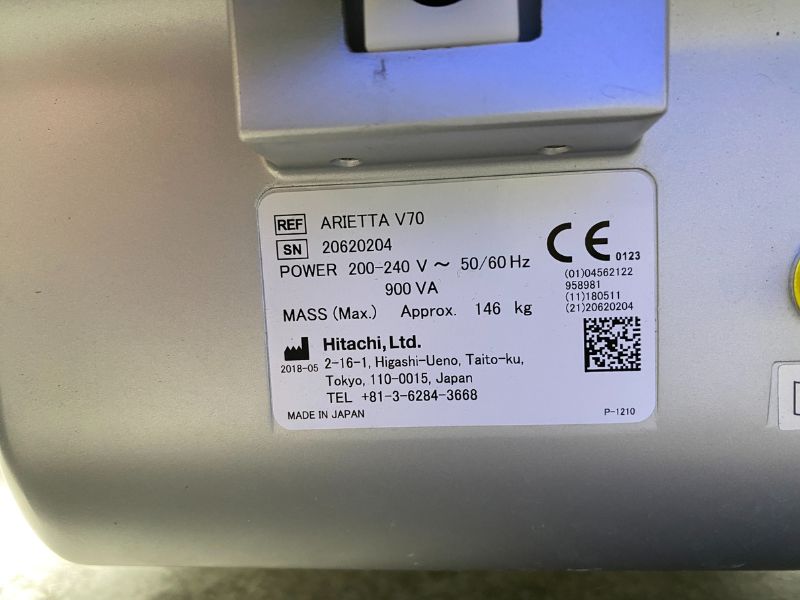 REF ARIETTA V70
SN 20620204
POWER 200-240 V ~ 50/60 Hz
900 VA
MASS (Max.) Approx. 146 kg
CE 0123
(01)04562122
958981
(11)180511
(21)20620204
Hitachi, Ltd.
2018-05 2-16-1, Higashi-Ueno, Taito-ku,
Tokyo, 110-0015, Japan
TEL +81-3-6284-3668
MADE IN JAPAN
P-1210